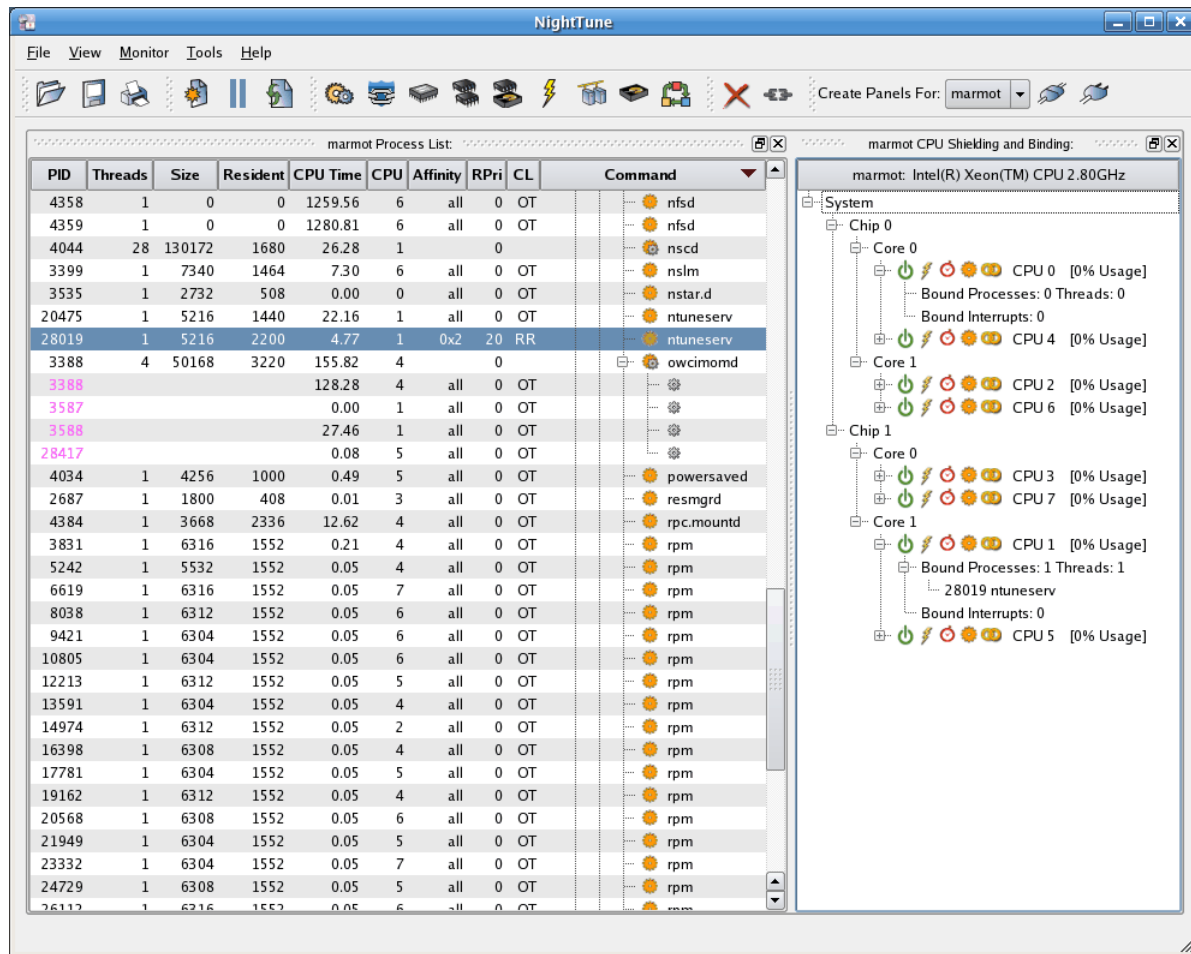 NightTune
File View Monitor Tools Help
Create Panels For: marmot
marmot Process List:
PID Threads Size Resident CPU Time CPU Affinity RPri CL Command
4358 1 0 0 1259.56 6 all 0 OT nfsd
4359 1 0 0 1280.81 6 all 0 OT nfsd
4044 28 130172 1680 26.28 1 0 nscd
3399 1 7340 1464 7.30 6 all 0 OT nslm
3535 1 2732 508 0.00 0 all 0 OT nstar.d
20475 1 5216 1440 22.16 1 all 0 OT ntuneserv
28019 1 5216 2200 4.77 1 0x2 20 RR ntuneserv
3388 4 50168 3220 155.82 4 0 owcimomd
3388 128.28 4 all 0 OT
3587 0.00 1 all 0 OT
3588 27.46 1 all 0 OT
28417 0.08 5 all 0 OT
4034 1 4256 1000 0.49 5 all 0 OT powersaved
2687 1 1800 408 0.01 3 all 0 OT resmgrd
4384 1 3668 2336 12.62 4 all 0 OT rpc.mountd
3831 1 6316 1552 0.21 4 all 0 OT rpm
5242 1 5532 1552 0.05 4 all 0 OT rpm
6619 1 6316 1552 0.05 7 all 0 OT rpm
8038 1 6312 1552 0.05 6 all 0 OT rpm
9421 1 6304 1552 0.05 6 all 0 OT rpm
10805 1 6304 1552 0.05 6 all 0 OT rpm
12213 1 6312 1552 0.05 5 all 0 OT rpm
13591 1 6304 1552 0.05 4 all 0 OT rpm
14974 1 6312 1552 0.05 2 all 0 OT rpm
16398 1 6308 1552 0.05 4 all 0 OT rpm
17781 1 6304 1552 0.05 5 all 0 OT rpm
19162 1 6312 1552 0.05 4 all 0 OT rpm
20568 1 6308 1552 0.05 6 all 0 OT rpm
21949 1 6304 1552 0.05 5 all 0 OT rpm
23332 1 6304 1552 0.05 7 all 0 OT rpm
24729 1 6308 1552 0.05 5 all 0 OT rpm
26112 1 6316 1552 0.05 6 all 0 OT rpm
marmot CPU Shielding and Binding:
marmot: Intel(R) Xeon(TM) CPU 2.80GHz
System
Chip 0
Core 0
CPU 0 [0% Usage]
Bound Processes: 0 Threads: 0
Bound Interrupts: 0
CPU 4 [0% Usage]
Core 1
CPU 2 [0% Usage]
CPU 6 [0% Usage]
Chip 1
Core 0
CPU 3 [0% Usage]
CPU 7 [0% Usage]
Core 1
CPU 1 [0% Usage]
Bound Processes: 1 Threads: 1
28019 ntuneserv
Bound Interrupts: 0
CPU 5 [0% Usage]